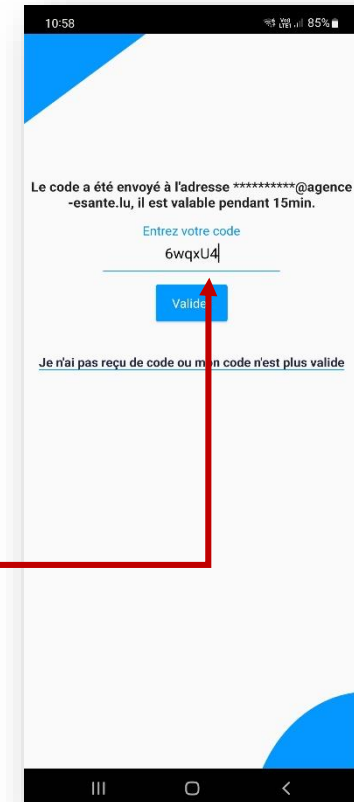 10:58
85%
Le code a été envoyé à l'adresse **********@agence
-esante.lu, il est valable pendant 15min.
Entrez votre code
6wqxU4
Valider
Je n'ai pas reçu de code ou mon code n'est plus valide